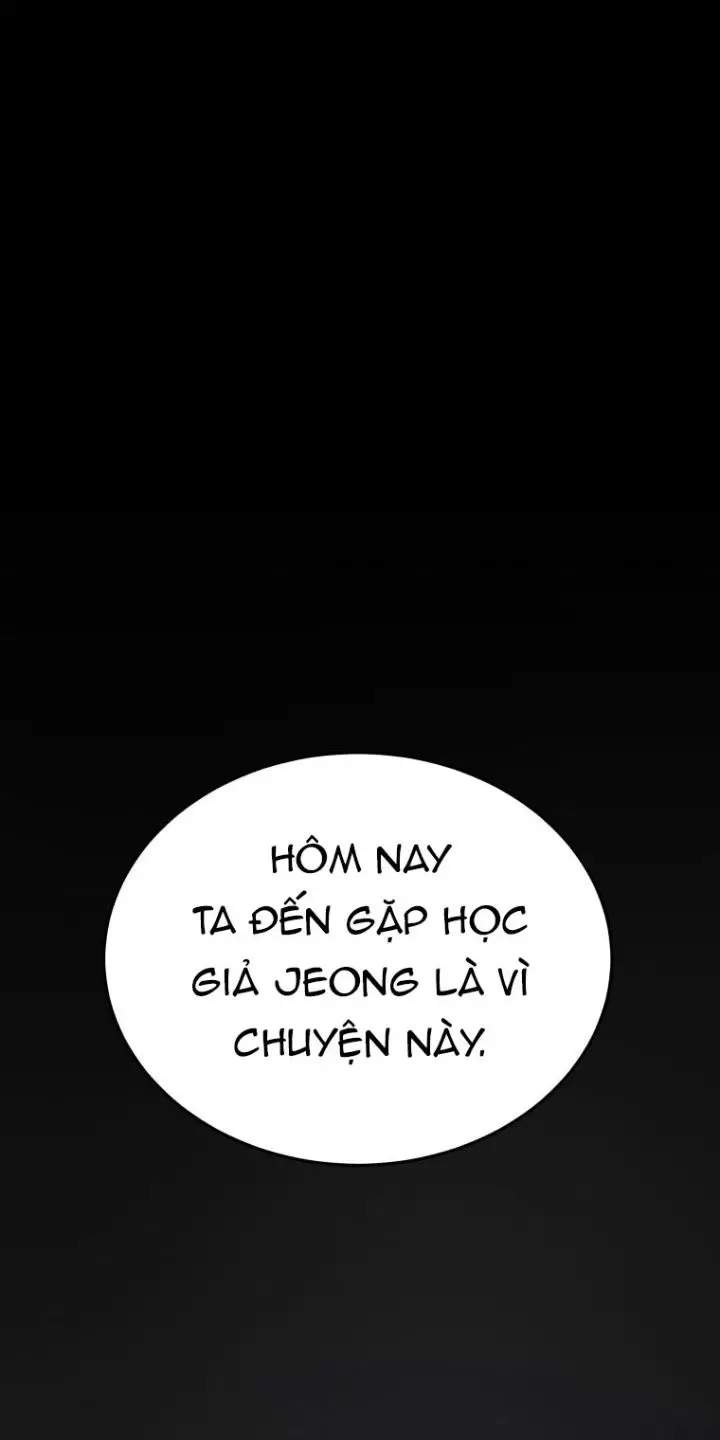 HÔM NAY
TA ĐẾN GẶP HỌC
GIẢ JEONG LÀ VÌ
CHUYỆN NÀY.